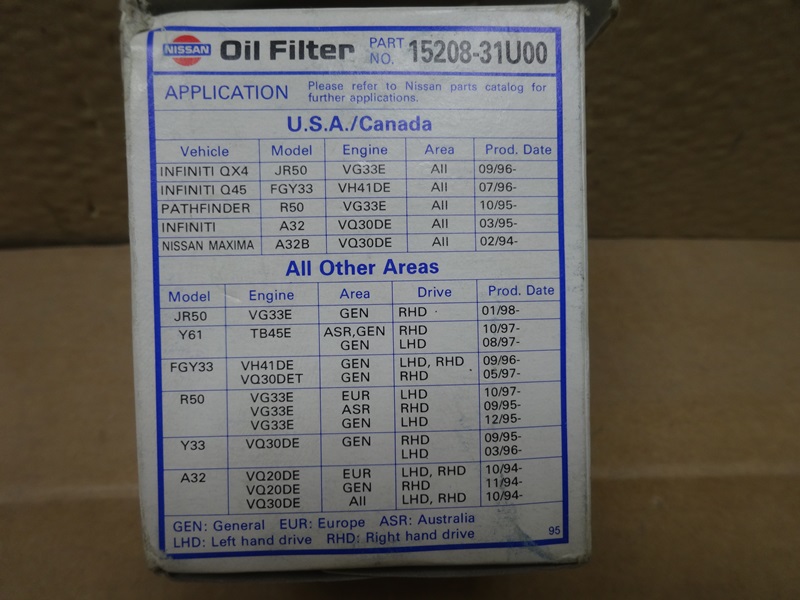 NISSAN Oil Filter PART NO. 15208-31U00
APPLICATION Please refer to Nissan parts catalog for further applications.
U.S.A./Canada
Vehicle Model Engine Area Prod. Date
INFINITI QX4 JR50 VG33E All 09/96-
INFINITI Q45 FGY33 VH41DE All 07/96-
PATHFINDER R50 VG33E All 10/95-
INFINITI A32 VQ30DE All 03/95-
NISSAN MAXIMA A32B VQ30DE All 02/94-
All Other Areas
Model Engine Area Drive Prod. Date
JR50 VG33E GEN RHD 01/98-
Y61 TB45E ASR,GEN RHD 10/97-
GEN LHD 08/97-
FGY33 VH41DE GEN LHD, RHD 09/96-
VQ30DET GEN RHD 05/97-
R50 VG33E EUR LHD 10/97-
VG33E ASR RHD 09/95-
VG33E GEN LHD 12/95-
Y33 VQ30DE GEN RHD 09/95-
LHD 03/96-
A32 VQ20DE EUR LHD, RHD 10/94-
VQ20DE GEN RHD 11/94-
VQ30DE All LHD, RHD 10/94-
GEN: General EUR: Europe ASR: Australia
LHD: Left hand drive RHD: Right hand drive 95